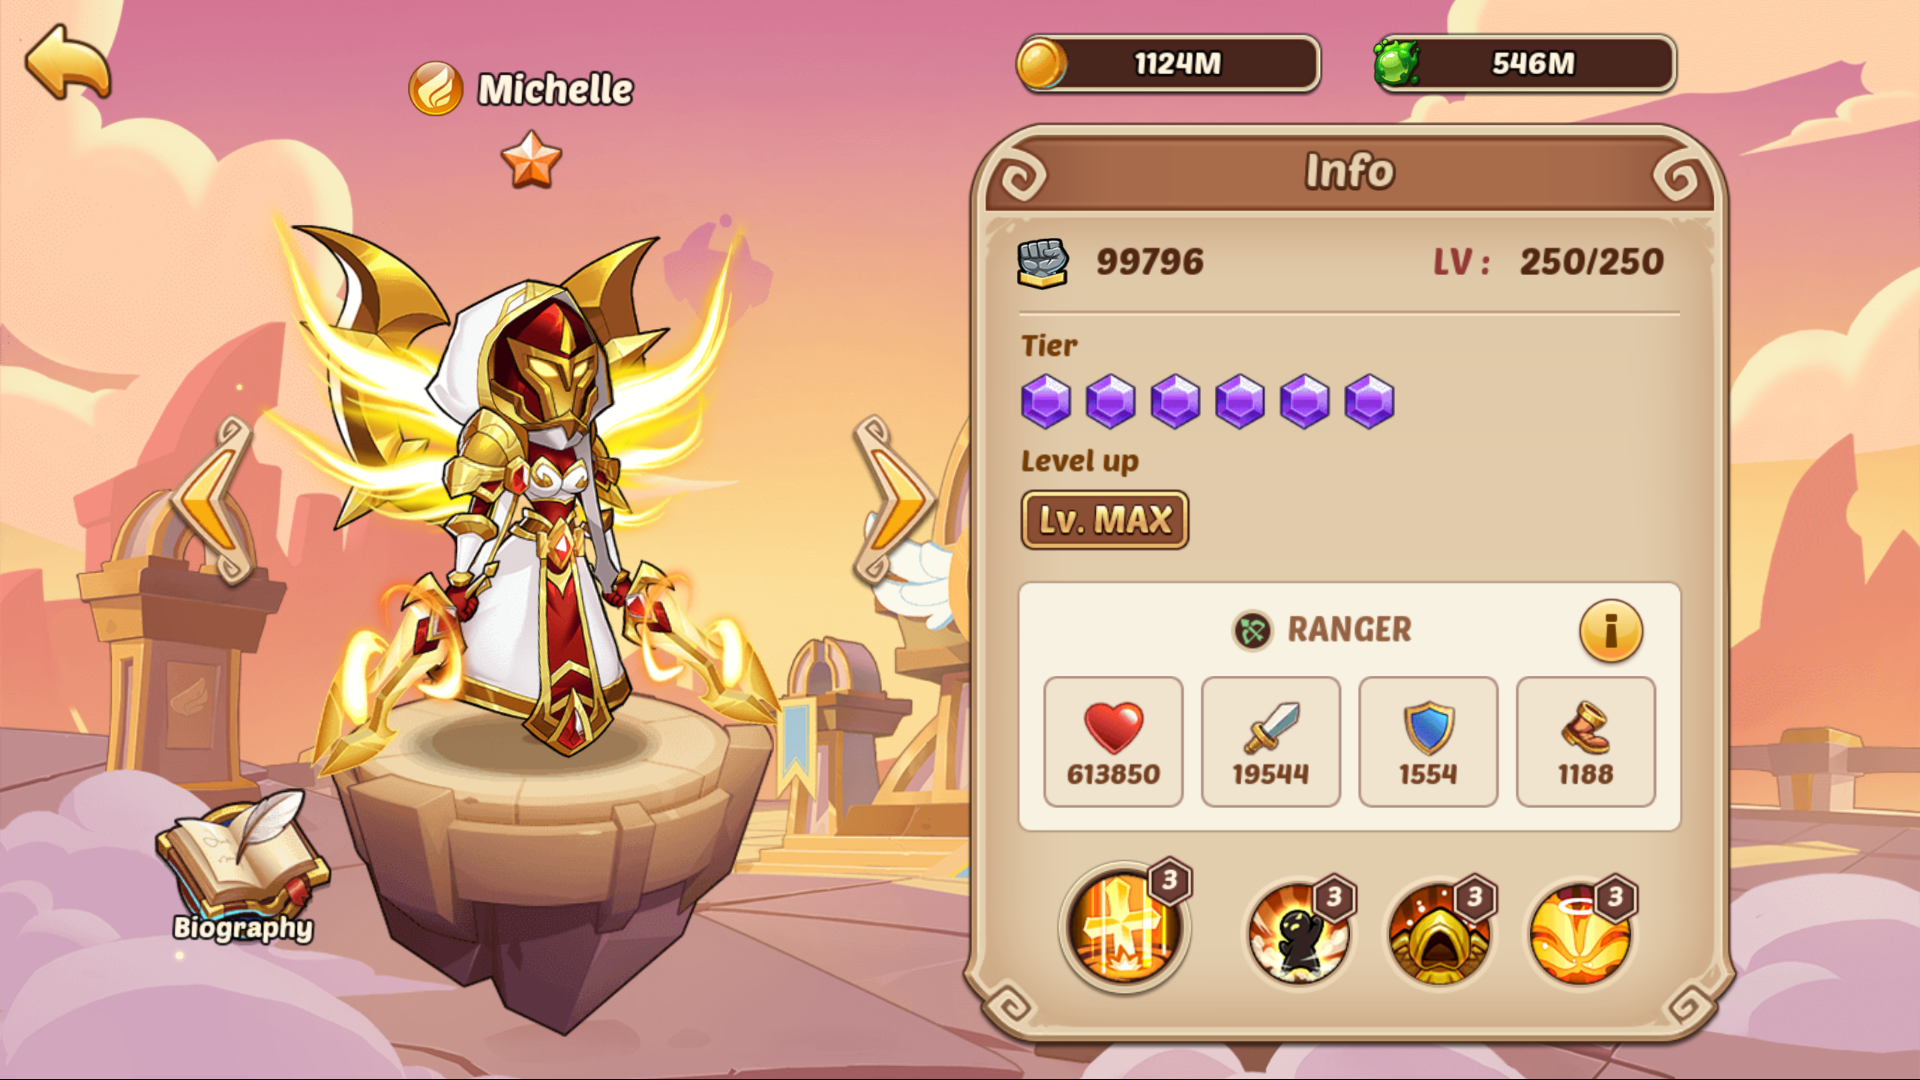 Michelle
1124M
546M
Info
99796
LV : 250/250
Tier
Level up
Lv. MAX
RANGER
613850
19544
1554
1188
3
3
3
3
Biography